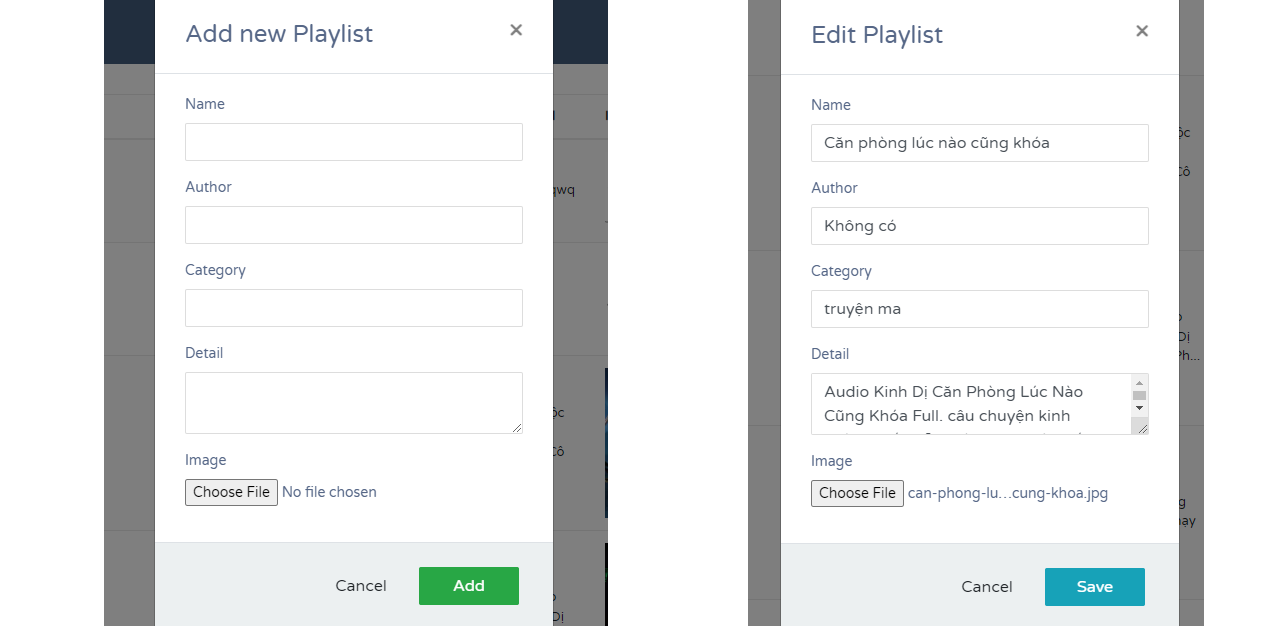 Add new Playlist
×
Name
Author
Category
Detail
Image
Choose File No file chosen
Cancel
Add
Edit Playlist
×
Name
Căn phòng lúc nào cũng khóa
Author
Không có
Category
truyện ma
Detail
Audio Kinh Dị Căn Phòng Lúc Nào
Cũng Khóa Full. câu chuyện kinh
Image
Choose File can-phong-lu…cung-khoa.jpg
Cancel
Save